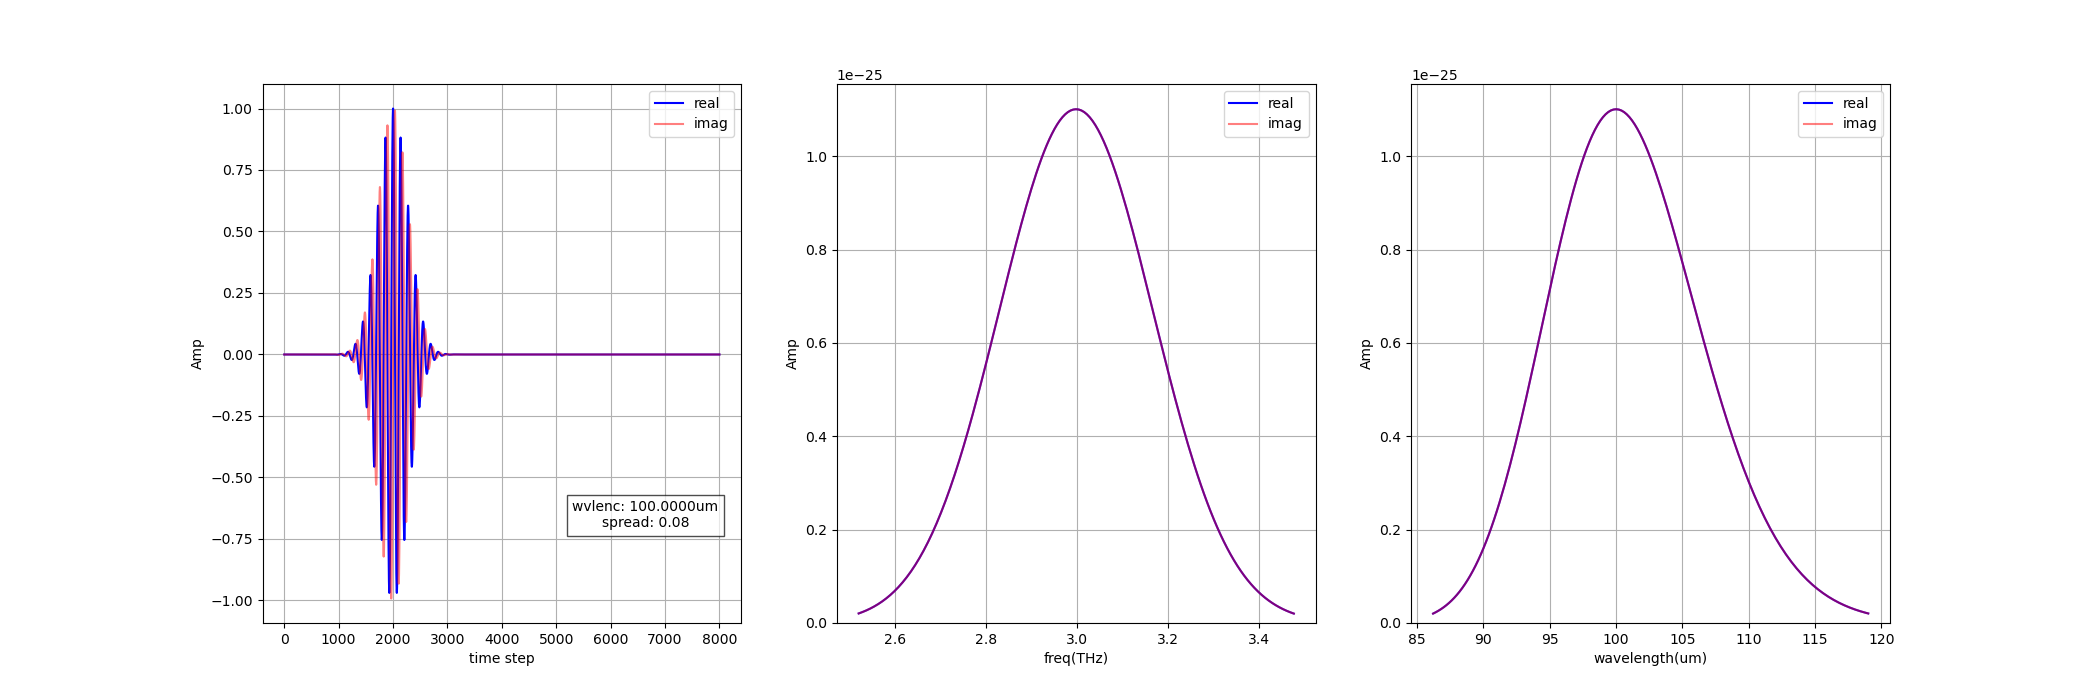 real
imag
1.00
0.75
0.50
0.25
0.00
−0.25
−0.50
−0.75
−1.00
Amp
wvlenc: 100.0000um
spread: 0.08
0 1000 2000 3000 4000 5000 6000 7000 8000
time step
1e−25
real
imag
1.0
0.8
0.6
0.4
0.2
0.0
Amp
2.6 2.8 3.0 3.2 3.4
freq(THz)
1e−25
real
imag
1.0
0.8
0.6
0.4
0.2
0.0
Amp
85 90 95 100 105 110 115 120
wavelength(um)